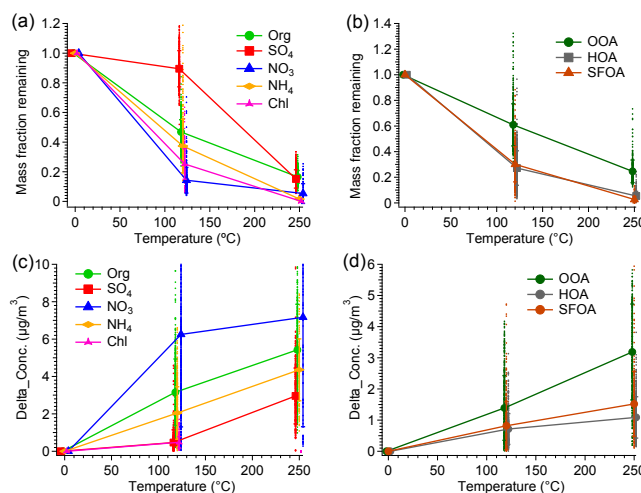 (a)
Mass fraction remaining
1.2
1.0
0.8
0.6
0.4
0.2
0
Org
SO₄
NO₃
NH₄
Chl
0 50 100 150 200 250
Temperature (°C)
(b)
Mass fraction remaining
1.4
1.2
1.0
0.8
0.6
0.4
0.2
0
OOA
HOA
SFOA
0 50 100 150 200 250
Temperature (°C)
(c)
Delta_Conc. (µg/m³)
10
8
6
4
2
0
Org
SO₄
NO₃
NH₄
Chl
0 50 100 150 200 250
Temperature (°C)
(d)
Delta_Conc. (µg/m³)
6
5
4
3
2
1
0
OOA
HOA
SFOA
0 50 100 150 200 250
Temperature (°C)